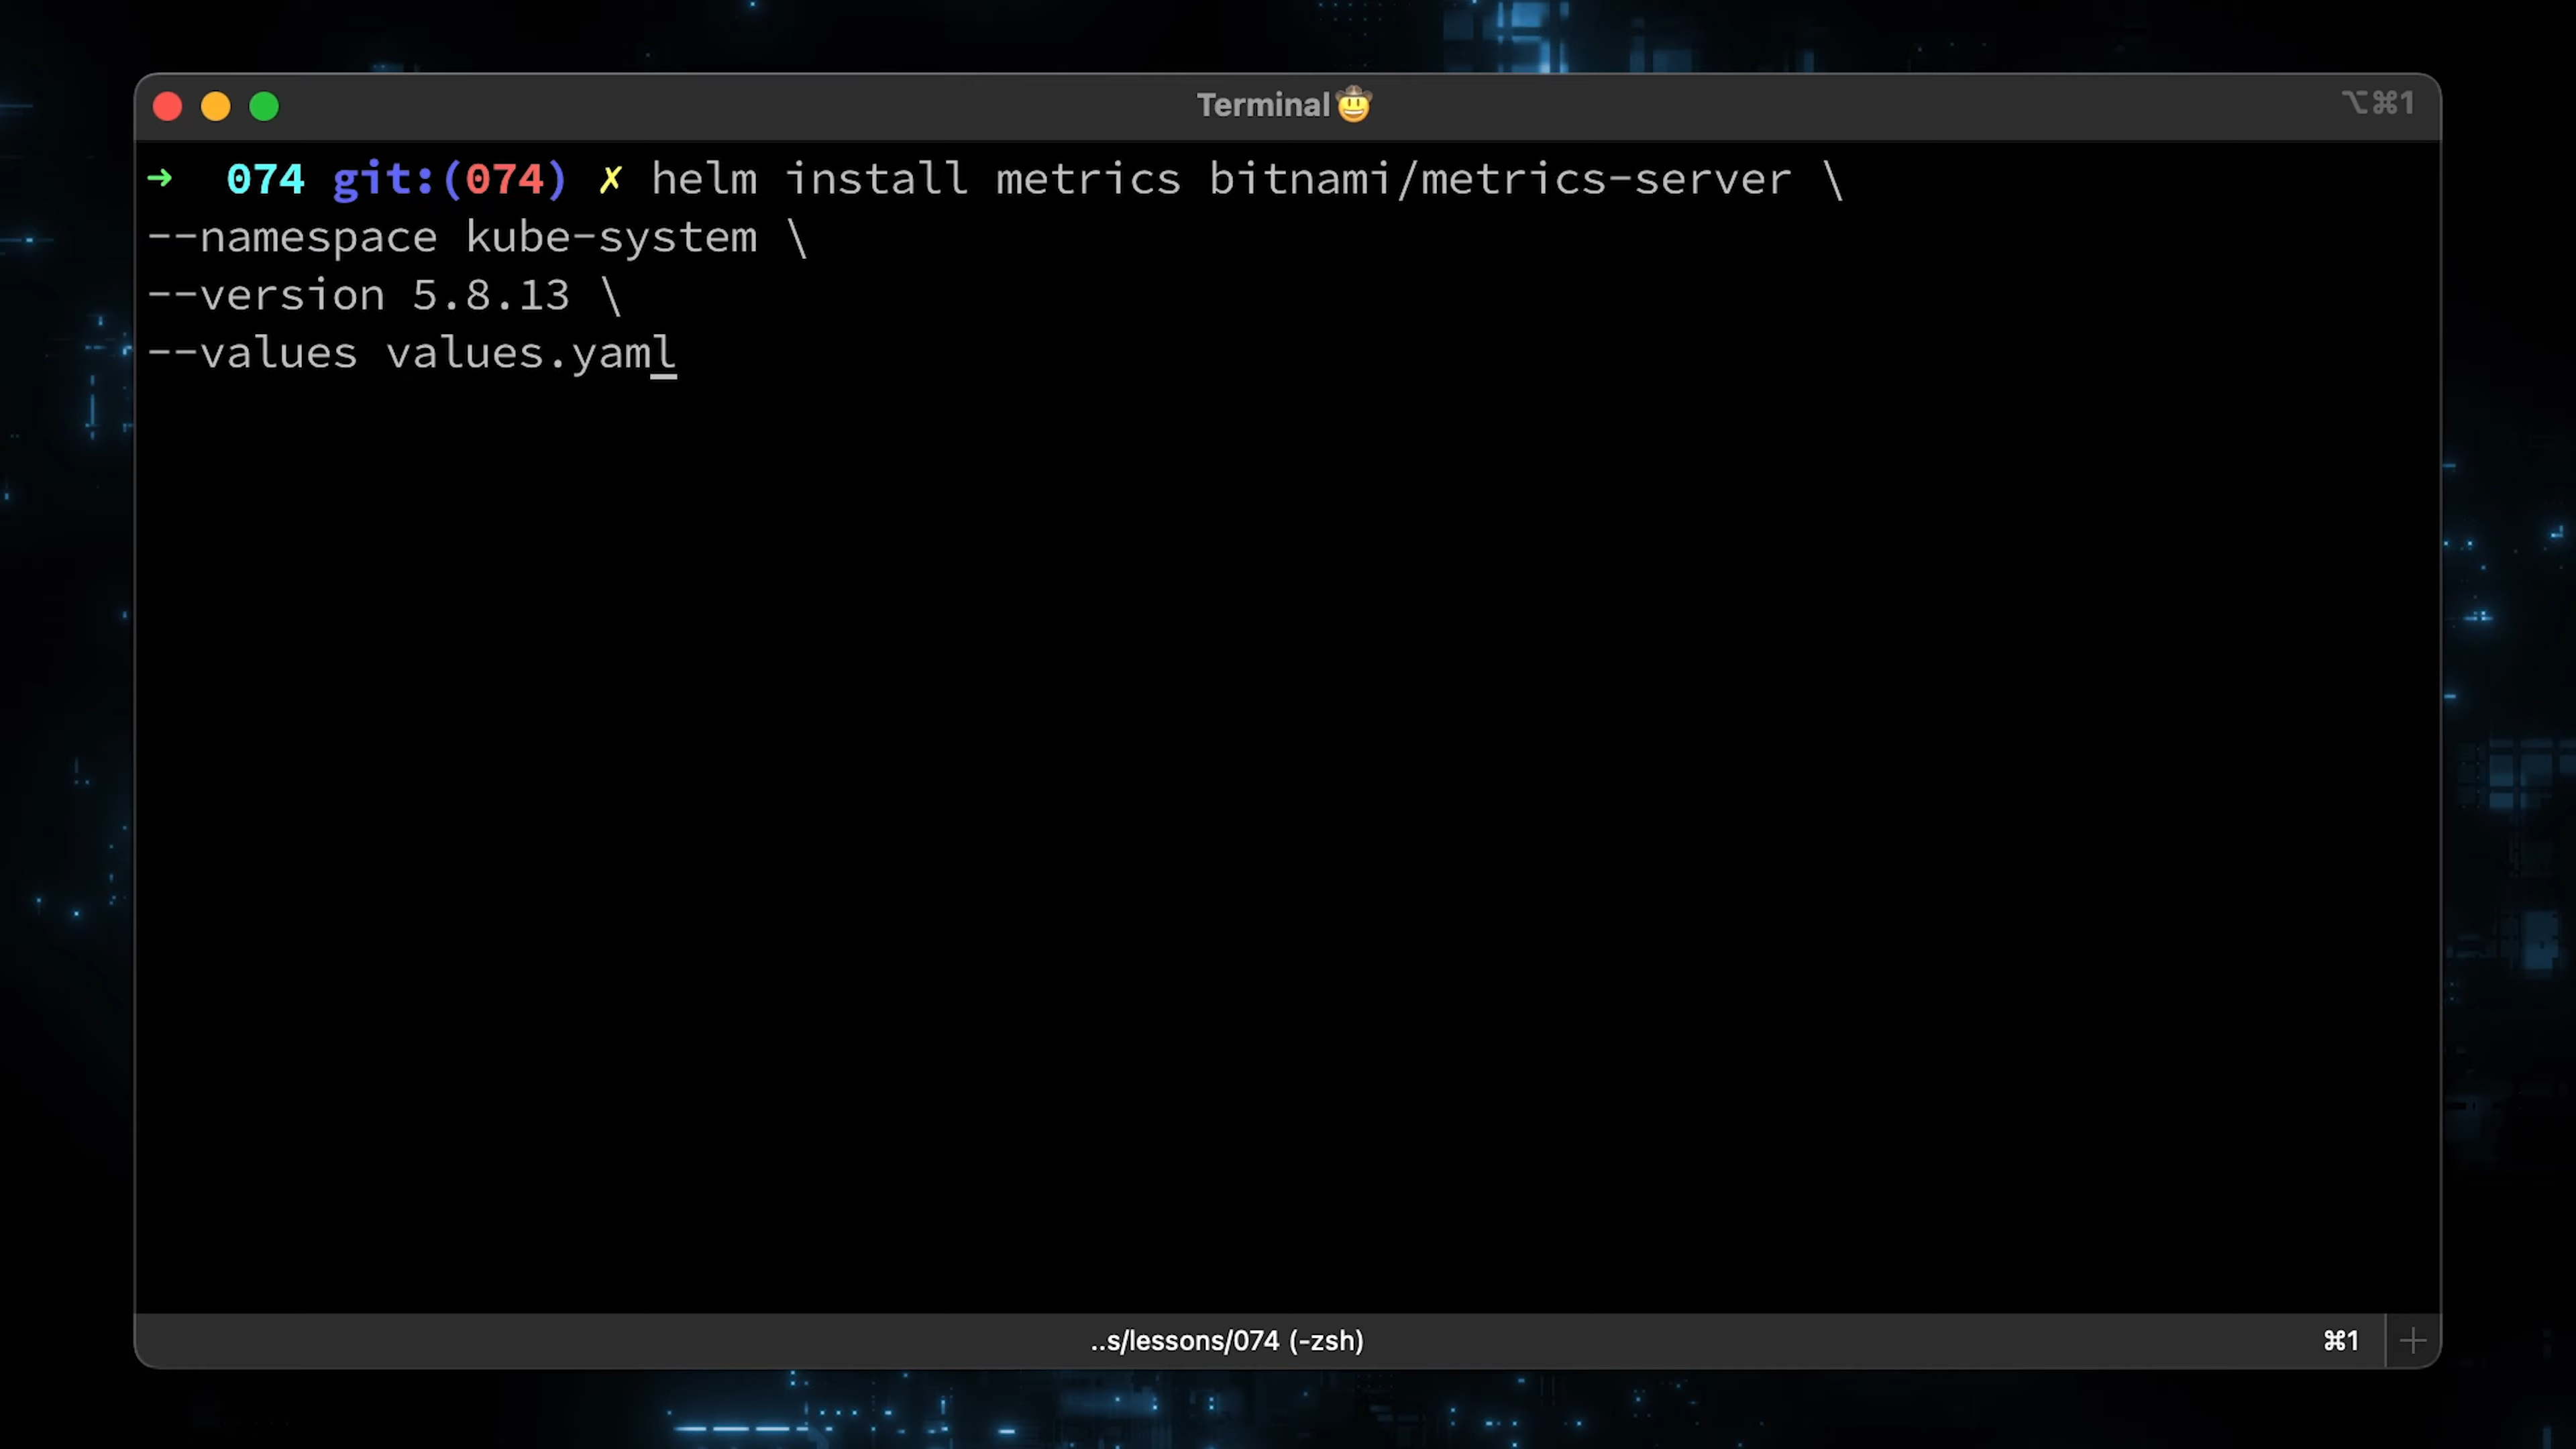 Terminal🤠
⌥⌘1
➜ 074 git:(074) ✗ helm install metrics bitnami/metrics-server \
--namespace kube-system \
--version 5.8.13 \
--values values.yaml
..s/lessons/074 (-zsh)
⌘1